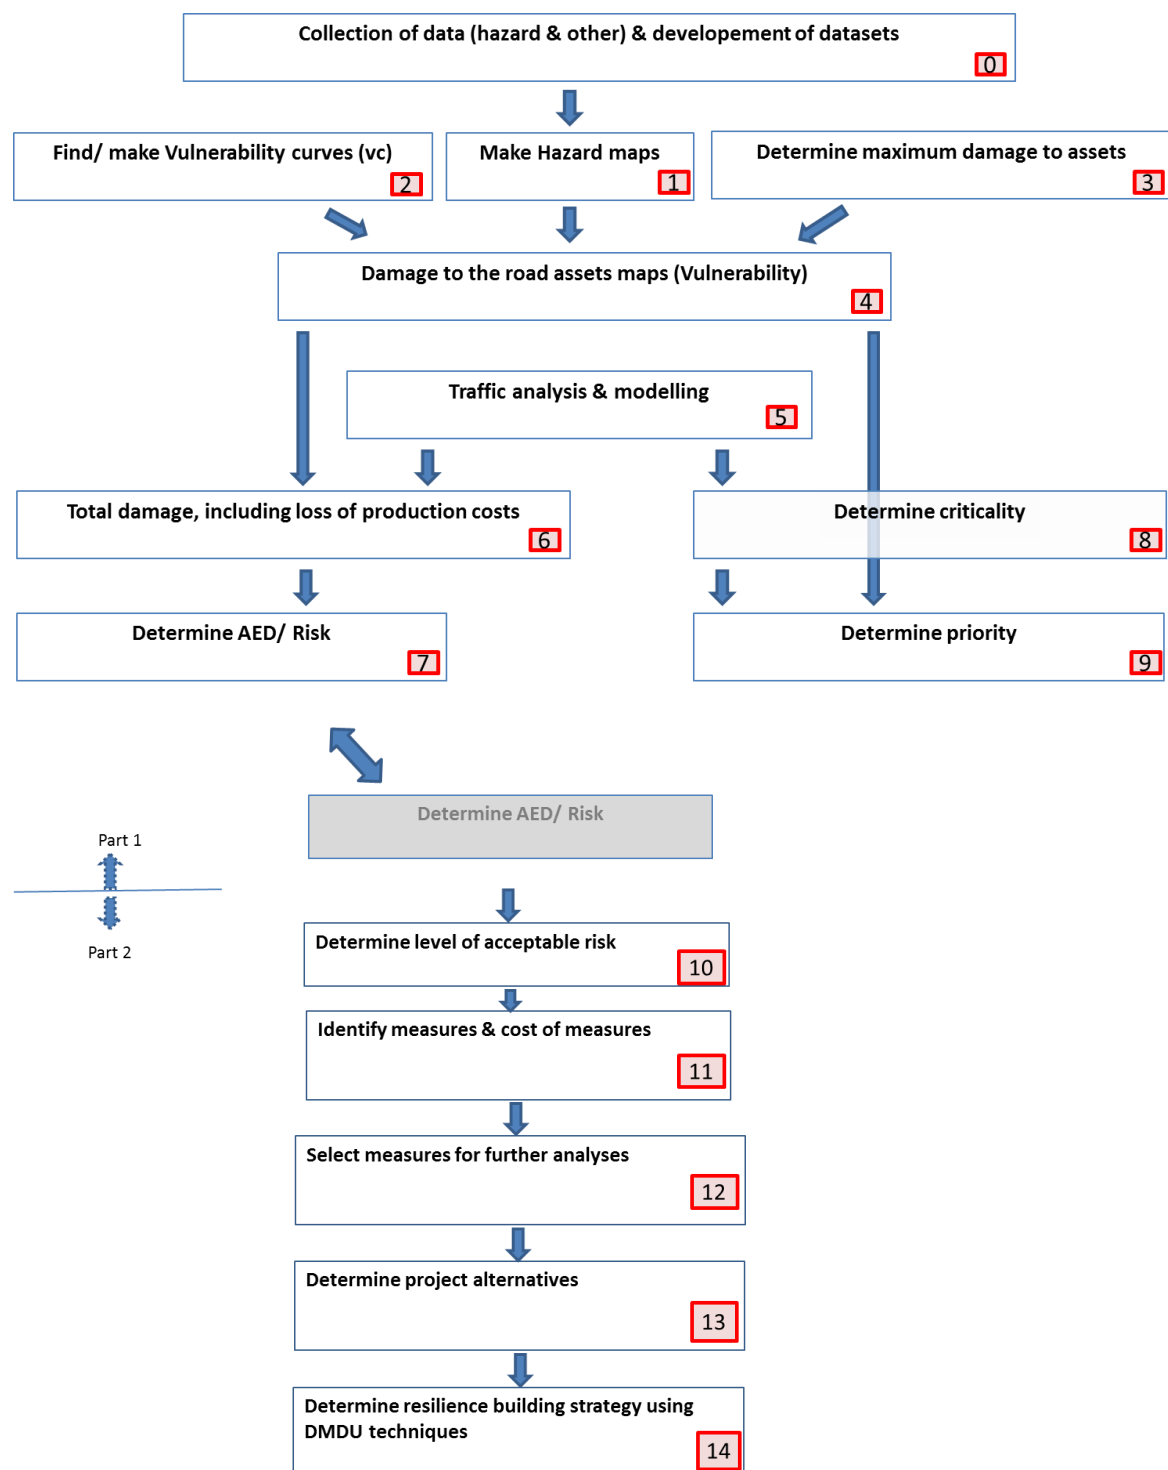 Collection of data (hazard & other) & developement of datasets
0
Find/ make Vulnerability curves (vc)
2
Make Hazard maps
1
Determine maximum damage to assets
3
Damage to the road assets maps (Vulnerability)
4
Traffic analysis & modelling
5
Total damage, including loss of production costs
6
Determine criticality
8
Determine AED/ Risk
7
Determine priority
9
Determine AED/ Risk
Part 1
Part 2
Determine level of acceptable risk
10
Identify measures & cost of measures
11
Select measures for further analyses
12
Determine project alternatives
13
Determine resilience building strategy using
DMDU techniques
14